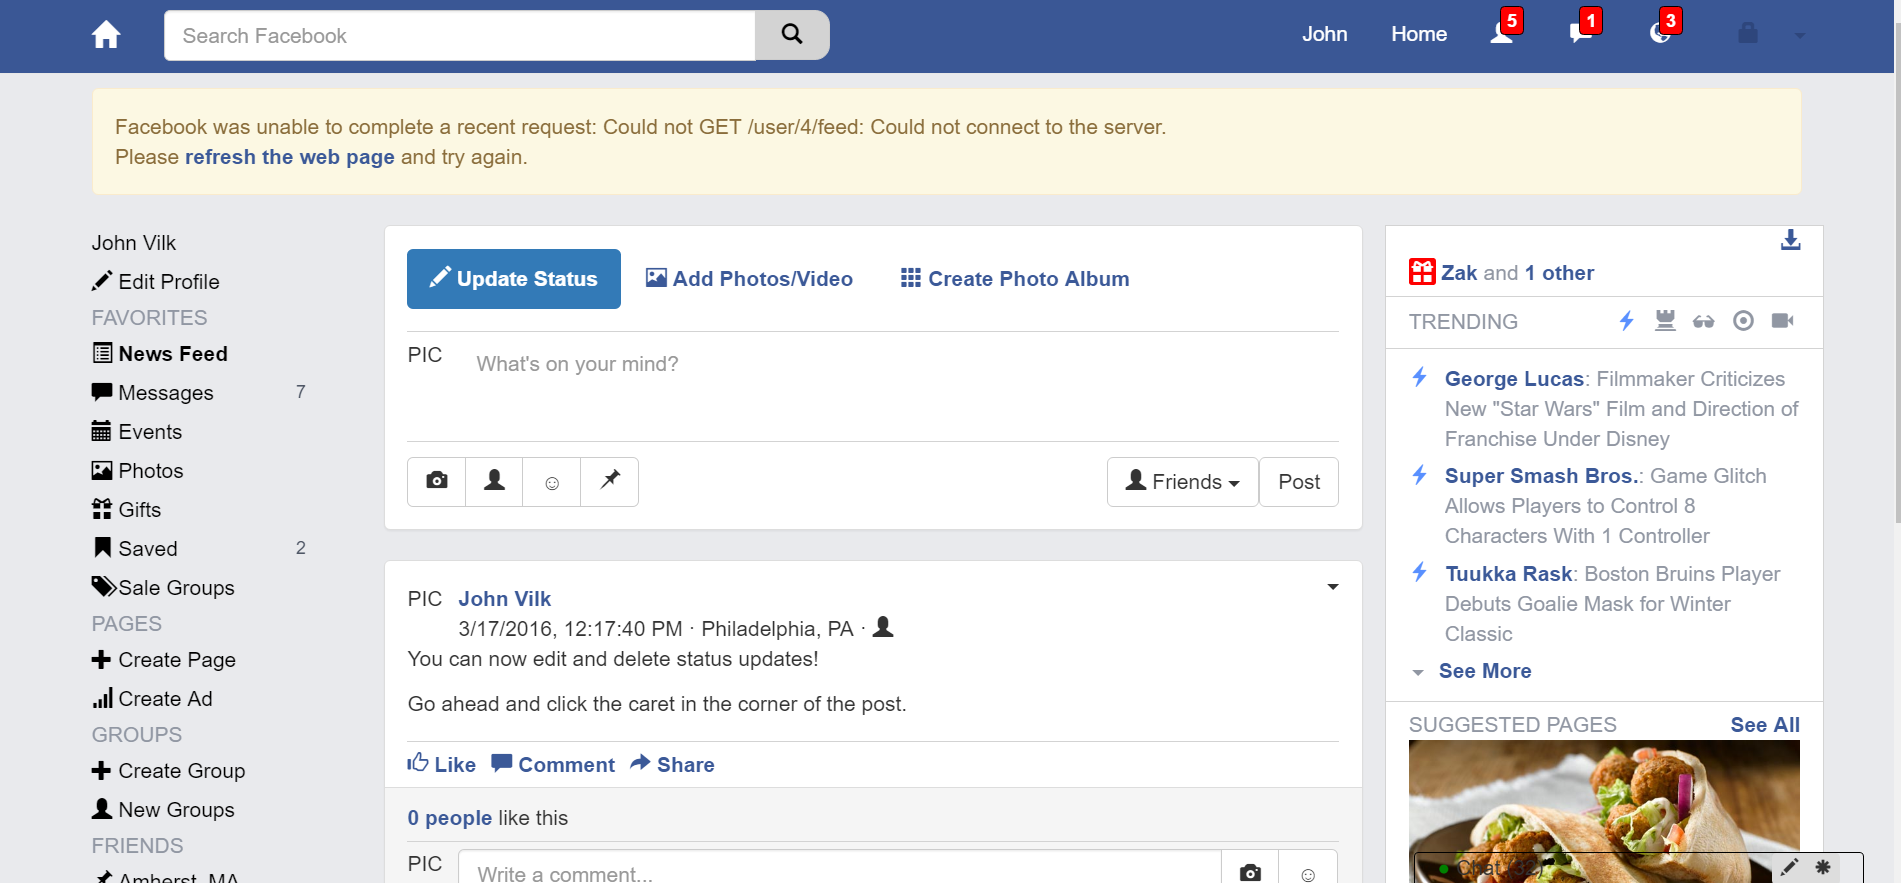 Search Facebook
John
Home
5
1
3
Facebook was unable to complete a recent request: Could not GET /user/4/feed: Could not connect to the server.
Please refresh the web page and try again.
John Vilk
Edit Profile
FAVORITES
News Feed
Messages 7
Events
Photos
Gifts
Saved 2
Sale Groups
PAGES
Create Page
Create Ad
GROUPS
Create Group
New Groups
FRIENDS
Amherst, MA
Update Status
Add Photos/Video
Create Photo Album
PIC
What's on your mind?
Friends
Post
PIC John Vilk
3/17/2016, 12:17:40 PM · Philadelphia, PA ·
You can now edit and delete status updates!
Go ahead and click the caret in the corner of the post.
Like
Comment
Share
0 people like this
PIC
Write a comment...
Zak and 1 other
TRENDING
George Lucas: Filmmaker Criticizes
New "Star Wars" Film and Direction of
Franchise Under Disney
Super Smash Bros.: Game Glitch
Allows Players to Control 8
Characters With 1 Controller
Tuukka Rask: Boston Bruins Player
Debuts Goalie Mask for Winter
Classic
See More
SUGGESTED PAGES See All
Chat